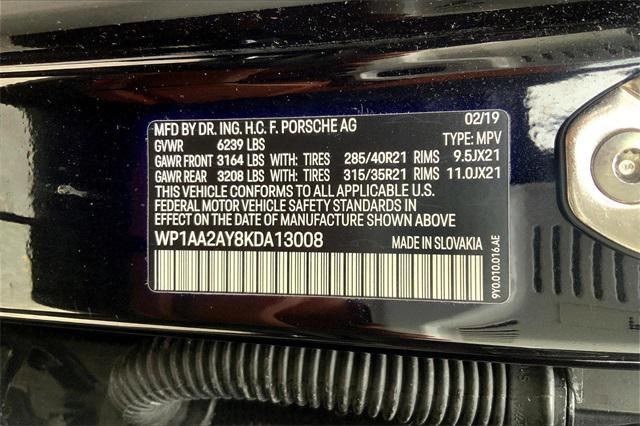 MFD BY DR. ING. H.C. F. PORSCHE AG 02/19
GVWR 6239 LBS TYPE: MPV
GAWR FRONT 3164 LBS WITH: TIRES 285/40R21 RIMS 9.5JX21
GAWR REAR 3208 LBS WITH: TIRES 315/35R21 RIMS 11.0JX21
THIS VEHICLE CONFORMS TO ALL APPLICABLE U.S.
FEDERAL MOTOR VEHICLE SAFETY STANDARDS IN
EFFECT ON THE DATE OF MANUFACTURE SHOWN ABOVE
WP1AA2AY8KDA13008 MADE IN SLOVAKIA
9Y0.010.016.AE